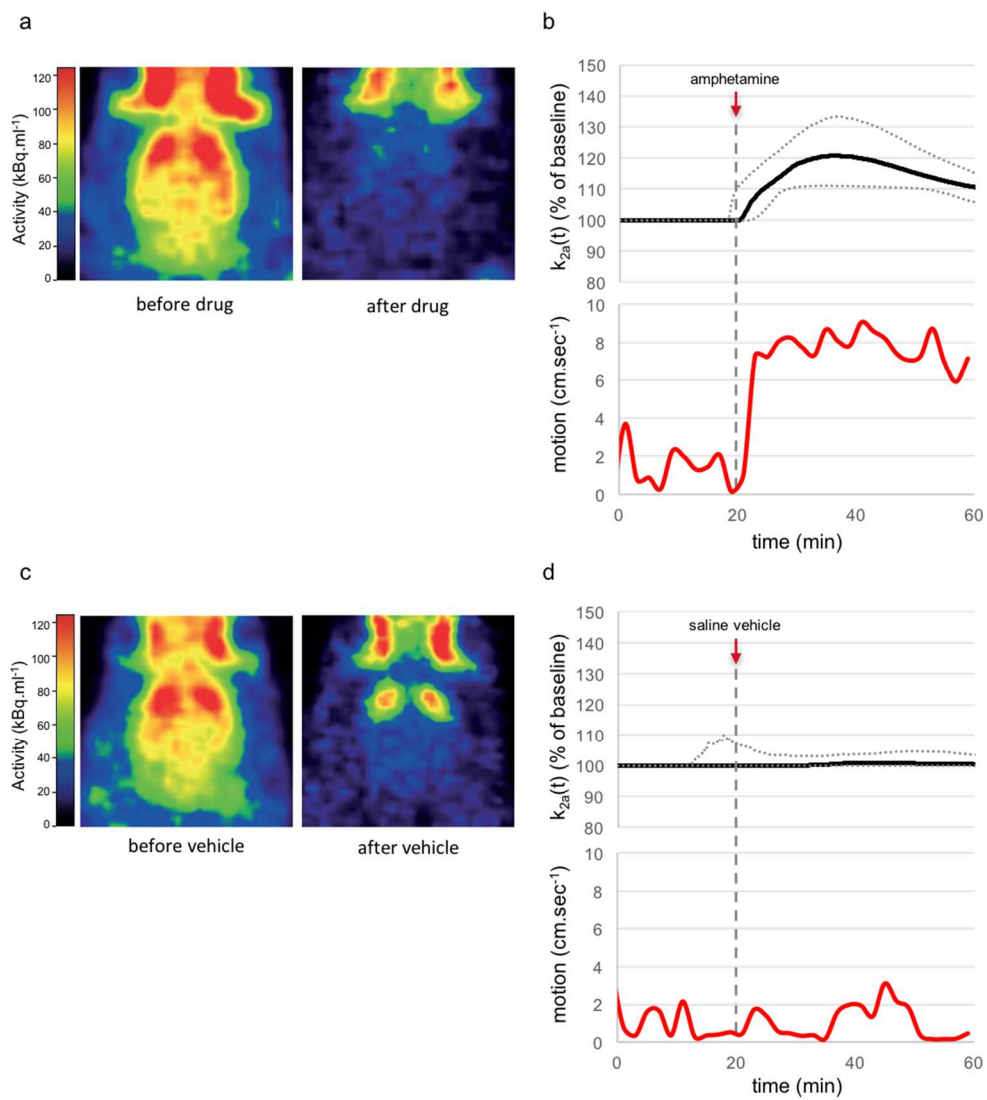 a
Activity (kBq.ml⁻¹)
120
100
80
60
40
20
0
before drug
after drug
b
k₂ₐ(t) (% of baseline)
150
140
130
120
110
100
90
80
amphetamine
motion (cm.sec⁻¹)
10
8
6
4
2
0
0
20
40
60
time (min)
c
Activity (kBq.ml⁻¹)
120
100
80
60
40
20
0
before vehicle
after vehicle
d
k₂ₐ(t) (% of baseline)
150
140
130
120
110
100
90
80
saline vehicle
motion (cm.sec⁻¹)
10
8
6
4
2
0
0
20
40
60
time (min)